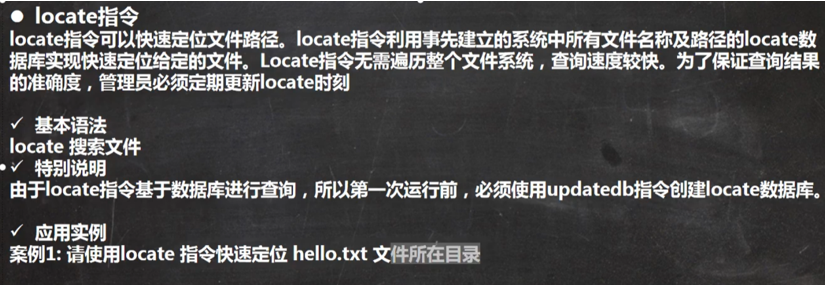 ● locate指令
locate指令可以快速定位文件路径。locate指令利用事先建立的系统中所有文件名称及路径的locate数
据库实现快速定位给定的文件。Locate指令无需遍历整个文件系统，查询速度较快。为了保证查询结果
的准确度，管理员必须定期更新locate时刻
✓ 基本语法
locate 搜索文件
✓ 特别说明
由于locate指令基于数据库进行查询，所以第一次运行前，必须使用updatedb指令创建locate数据库。
✓ 应用实例
案例1: 请使用locate 指令快速定位 hello.txt 文件所在目录